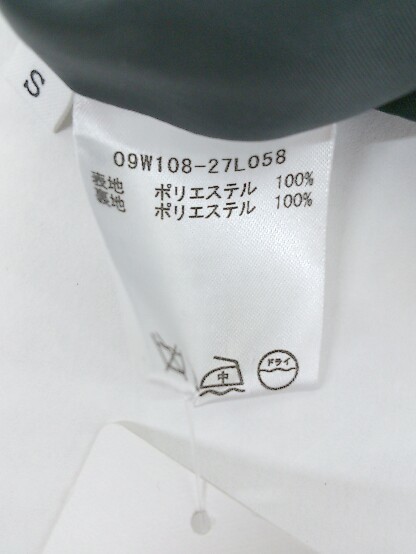 S
09W108-27L058
表地 ポリエステル 100%
裏地 ポリエステル 100%
中
ドライ